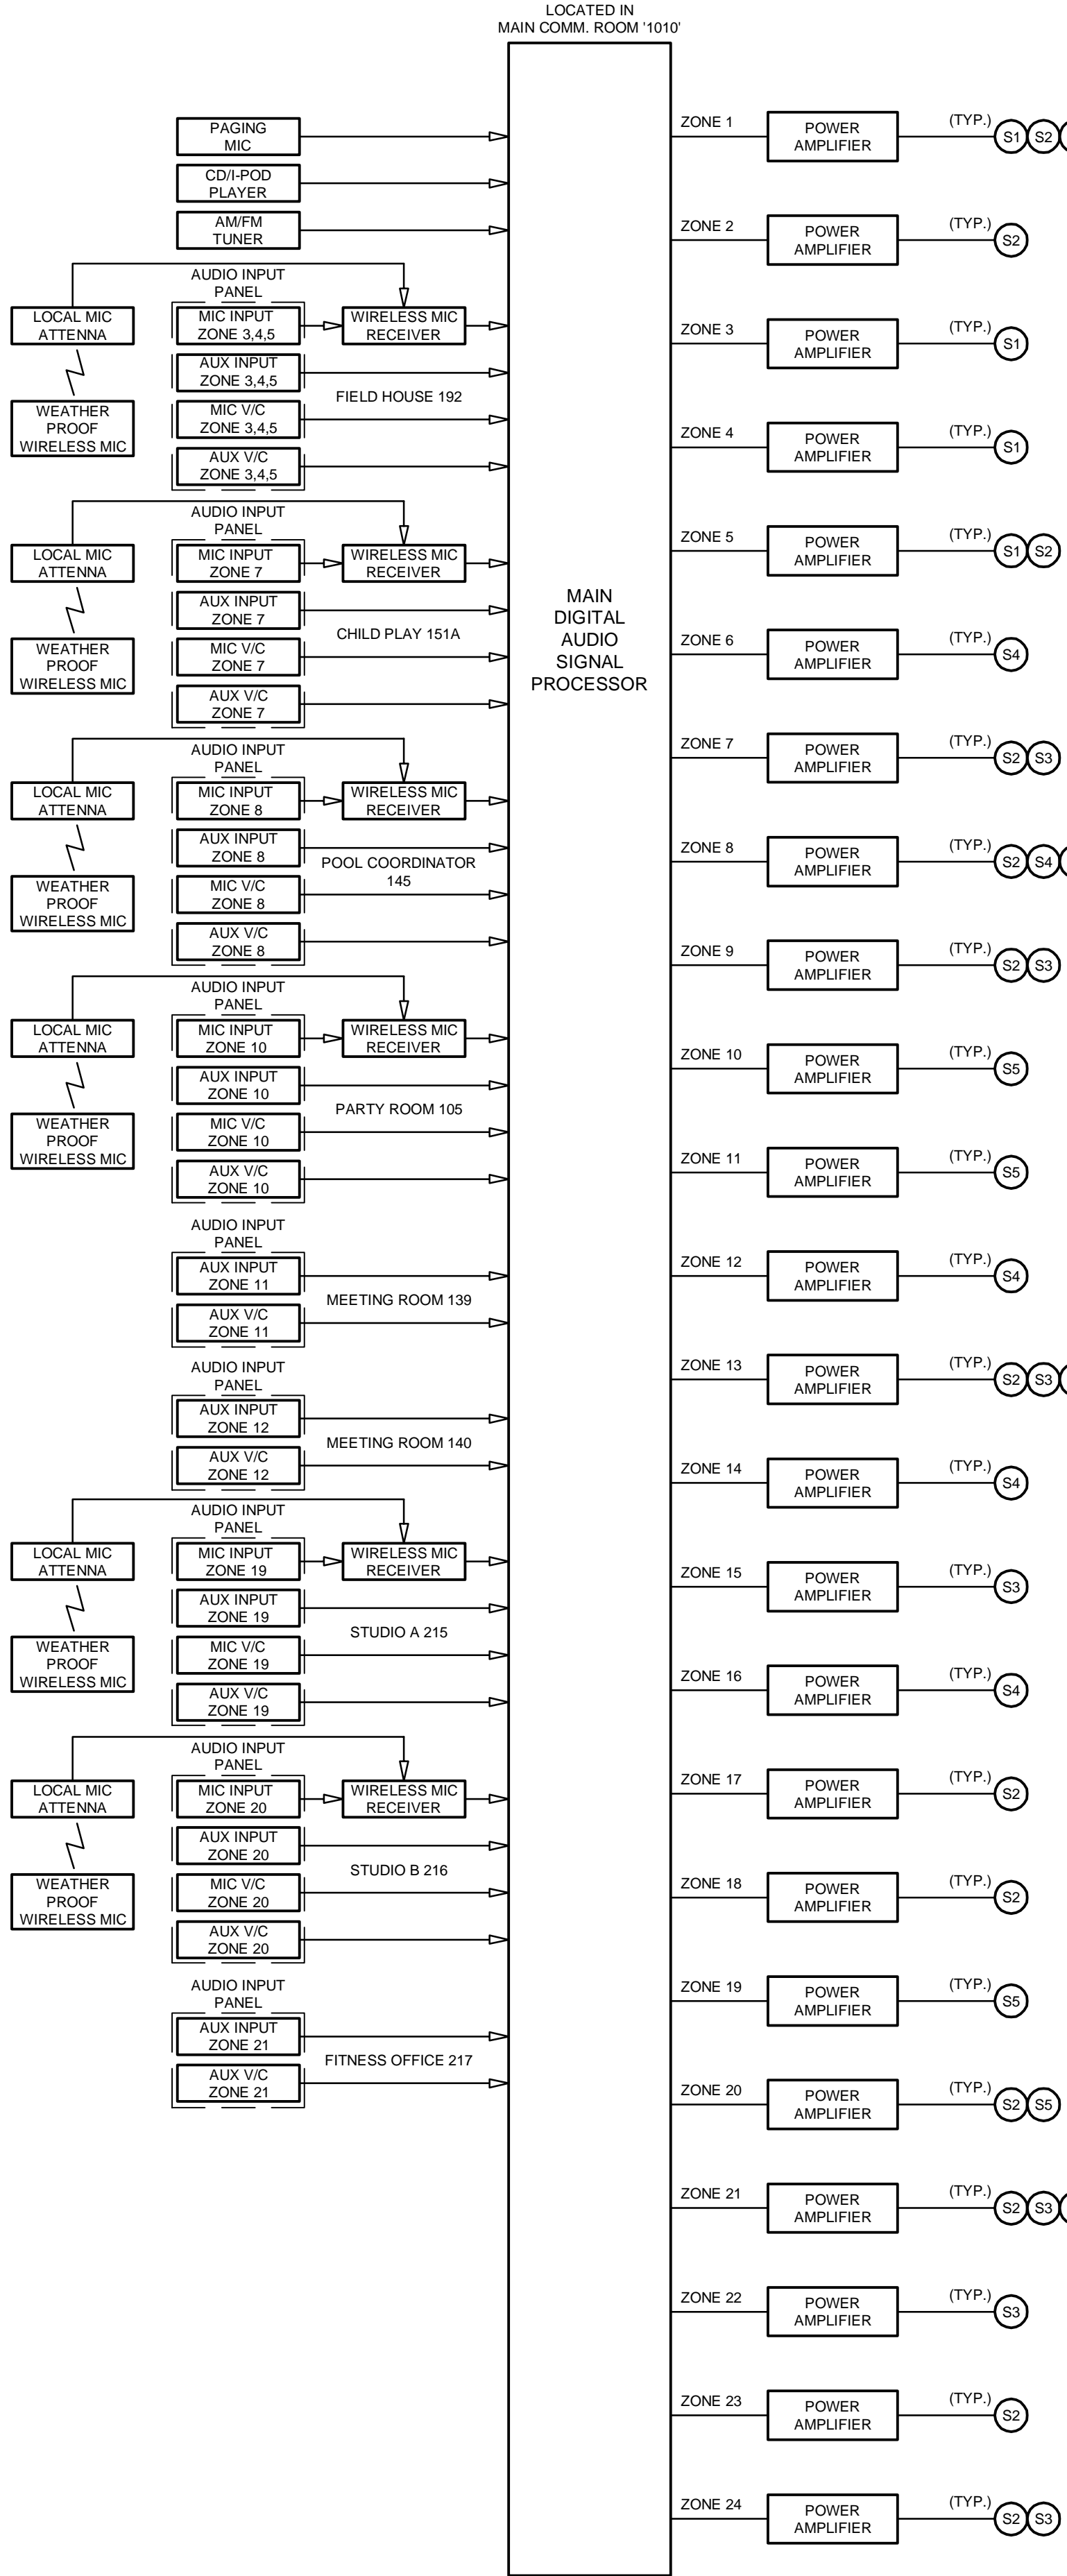 LOCATED IN
MAIN COMM. ROOM '1010'
PAGING
MIC
CD/I-POD
PLAYER
AM/FM
TUNER
AUDIO INPUT
PANEL
LOCAL MIC
ATTENNA
MIC INPUT
ZONE 3,4,5
WIRELESS MIC
RECEIVER
AUX INPUT
ZONE 3,4,5
FIELD HOUSE 192
WEATHER
PROOF
WIRELESS MIC
MIC V/C
ZONE 3,4,5
AUX V/C
ZONE 3,4,5
AUDIO INPUT
PANEL
LOCAL MIC
ATTENNA
MIC INPUT
ZONE 7
WIRELESS MIC
RECEIVER
AUX INPUT
ZONE 7
CHILD PLAY 151A
WEATHER
PROOF
WIRELESS MIC
MIC V/C
ZONE 7
AUX V/C
ZONE 7
AUDIO INPUT
PANEL
LOCAL MIC
ATTENNA
MIC INPUT
ZONE 8
WIRELESS MIC
RECEIVER
AUX INPUT
ZONE 8
POOL COORDINATOR
145
WEATHER
PROOF
WIRELESS MIC
MIC V/C
ZONE 8
AUX V/C
ZONE 8
AUDIO INPUT
PANEL
LOCAL MIC
ATTENNA
MIC INPUT
ZONE 10
WIRELESS MIC
RECEIVER
AUX INPUT
ZONE 10
PARTY ROOM 105
WEATHER
PROOF
WIRELESS MIC
MIC V/C
ZONE 10
AUX V/C
ZONE 10
AUDIO INPUT
PANEL
AUX INPUT
ZONE 11
MEETING ROOM 139
AUX V/C
ZONE 11
AUDIO INPUT
PANEL
AUX INPUT
ZONE 12
MEETING ROOM 140
AUX V/C
ZONE 12
AUDIO INPUT
PANEL
LOCAL MIC
ATTENNA
MIC INPUT
ZONE 19
WIRELESS MIC
RECEIVER
AUX INPUT
ZONE 19
STUDIO A 215
WEATHER
PROOF
WIRELESS MIC
MIC V/C
ZONE 19
AUX V/C
ZONE 19
AUDIO INPUT
PANEL
LOCAL MIC
ATTENNA
MIC INPUT
ZONE 20
WIRELESS MIC
RECEIVER
AUX INPUT
ZONE 20
STUDIO B 216
WEATHER
PROOF
WIRELESS MIC
MIC V/C
ZONE 20
AUX V/C
ZONE 20
AUDIO INPUT
PANEL
AUX INPUT
ZONE 21
FITNESS OFFICE 217
AUX V/C
ZONE 21
MAIN
DIGITAL
AUDIO
SIGNAL
PROCESSOR
ZONE 1
POWER
AMPLIFIER
(TYP.)
S1 S2
ZONE 2
POWER
AMPLIFIER
(TYP.)
S2
ZONE 3
POWER
AMPLIFIER
(TYP.)
S1
ZONE 4
POWER
AMPLIFIER
(TYP.)
S1
ZONE 5
POWER
AMPLIFIER
(TYP.)
S1 S2
ZONE 6
POWER
AMPLIFIER
(TYP.)
S4
ZONE 7
POWER
AMPLIFIER
(TYP.)
S2 S3
ZONE 8
POWER
AMPLIFIER
(TYP.)
S2 S4
ZONE 9
POWER
AMPLIFIER
(TYP.)
S2 S3
ZONE 10
POWER
AMPLIFIER
(TYP.)
S5
ZONE 11
POWER
AMPLIFIER
(TYP.)
S5
ZONE 12
POWER
AMPLIFIER
(TYP.)
S4
ZONE 13
POWER
AMPLIFIER
(TYP.)
S2 S3
ZONE 14
POWER
AMPLIFIER
(TYP.)
S4
ZONE 15
POWER
AMPLIFIER
(TYP.)
S3
ZONE 16
POWER
AMPLIFIER
(TYP.)
S4
ZONE 17
POWER
AMPLIFIER
(TYP.)
S2
ZONE 18
POWER
AMPLIFIER
(TYP.)
S2
ZONE 19
POWER
AMPLIFIER
(TYP.)
S5
ZONE 20
POWER
AMPLIFIER
(TYP.)
S2 S5
ZONE 21
POWER
AMPLIFIER
(TYP.)
S2 S3
ZONE 22
POWER
AMPLIFIER
(TYP.)
S3
ZONE 23
POWER
AMPLIFIER
(TYP.)
S2
ZONE 24
POWER
AMPLIFIER
(TYP.)
S2 S3